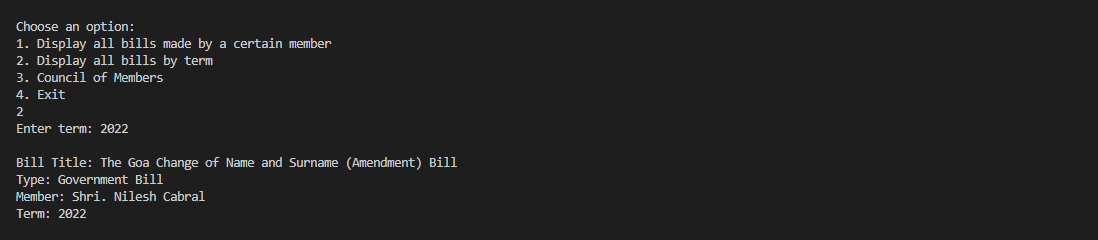 Choose an option:
1. Display all bills made by a certain member
2. Display all bills by term
3. Council of Members
4. Exit
2
Enter term: 2022
Bill Title: The Goa Change of Name and Surname (Amendment) Bill
Type: Government Bill
Member: Shri. Nilesh Cabral
Term: 2022